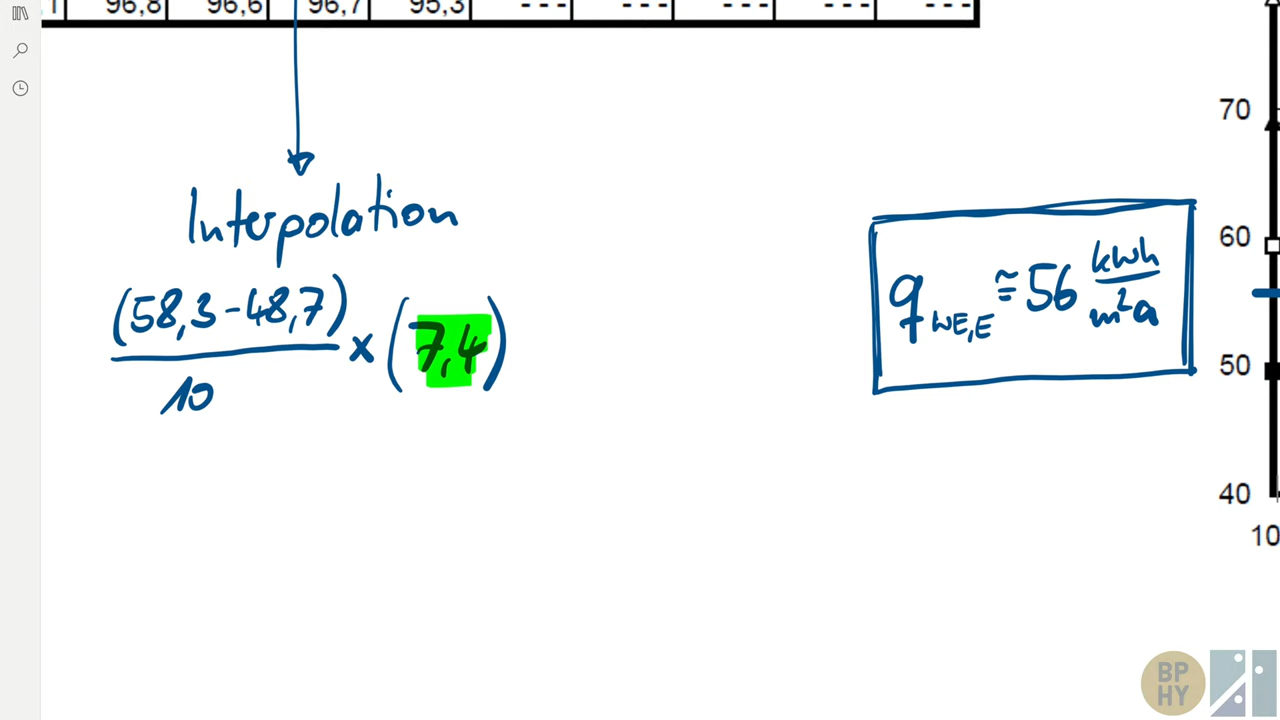 96,8 96,6 96,7 95,3 --- --- --- --- ---
70
Interpolation
60
(58,3-48,7)
10
x (7,4)
q WE,E ≅ 56 kWh
m²a
50
40
10
BP
HY